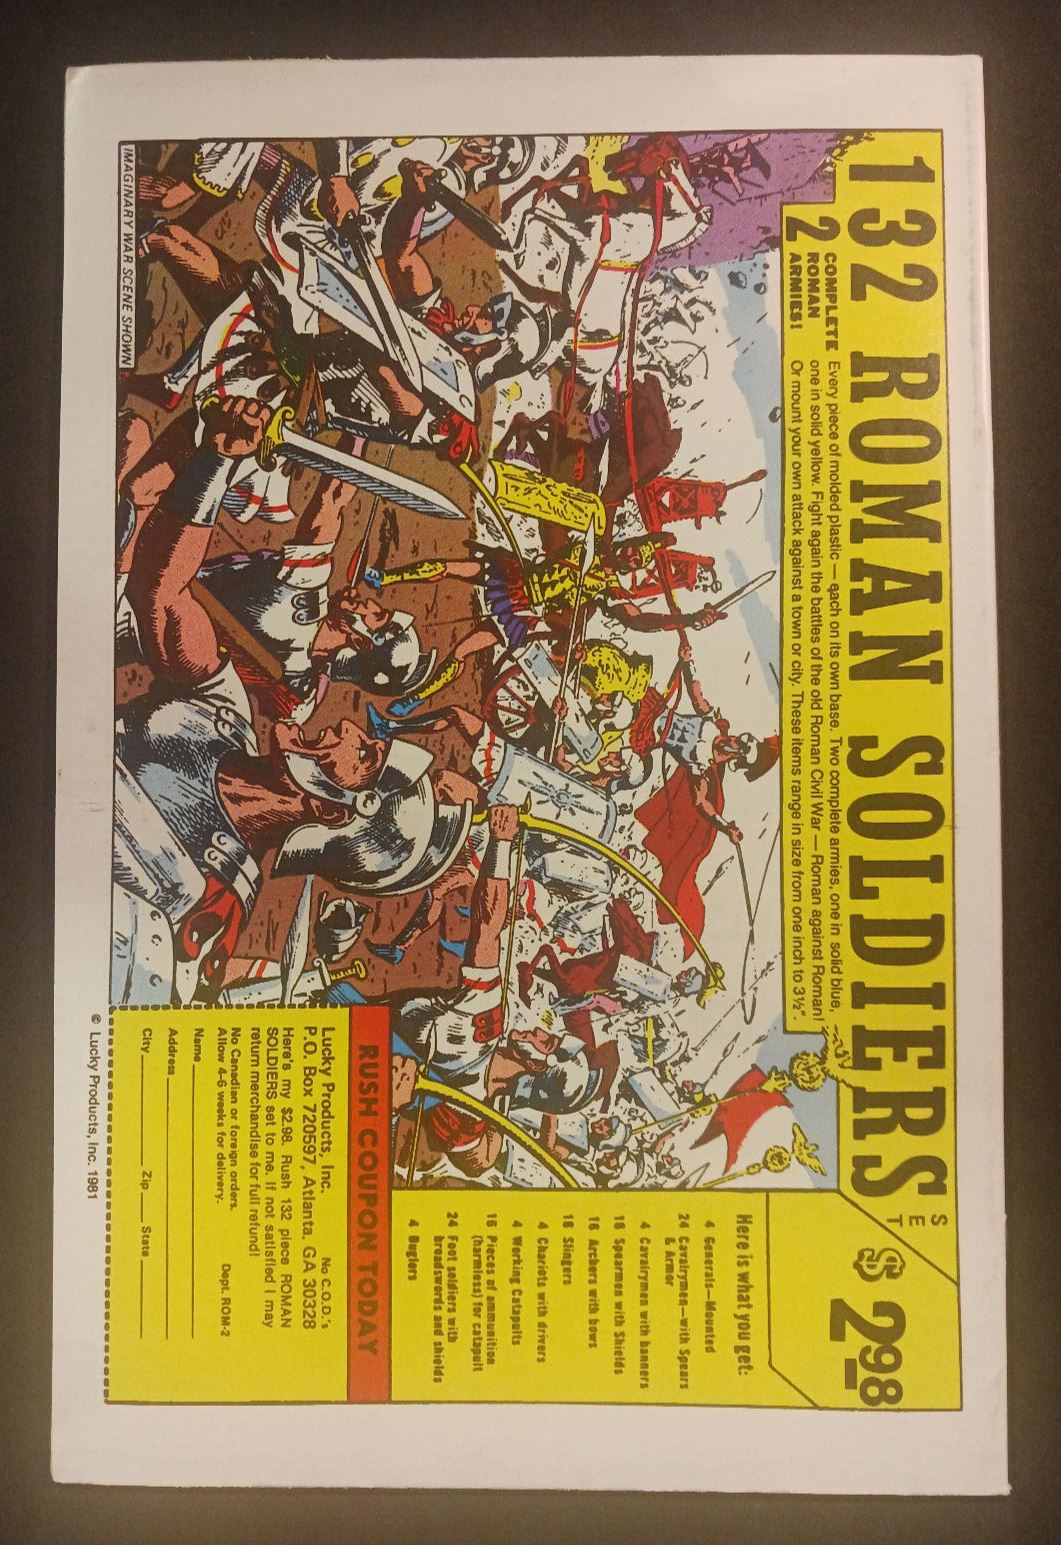 132 ROMAN SOLDIERS
SET
$2.98
COMPLETE
2 ROMAN
ARMIES!
Every piece of molded plastic — each on its own base. Two complete armies, one in solid blue,
one in solid yellow. Fight again the battles of the old Roman Civil War — Roman against Roman!
Or mount your own attack against a town or city. These items range in size from one inch to 3½".
Here is what you get:
4 Generals—Mounted
24 Cavalrymen—with Spears
& Armor
4 Cavalrymen with banners
16 Spearmen with Shields
16 Archers with bows
16 Slingers
4 Chariots with drivers
4 Working Catapults
16 Pieces of ammunition
(harmless) for catapult
24 Foot soldiers with
broadswords and shields
4 Buglers
IMAGINARY WAR SCENE SHOWN
RUSH COUPON TODAY
Lucky Products, Inc. No C.O.D.'s
P.O. Box 720597, Atlanta, GA 30328
Here's my $2.98. Rush 132 piece ROMAN
SOLDIERS set to me. If not satisfied I may
return merchandise for full refund!
No Canadian or foreign orders.
Allow 4-6 weeks for delivery. Dept. ROM-2
Name
Address
City Zip State
© Lucky Products, Inc. 1981